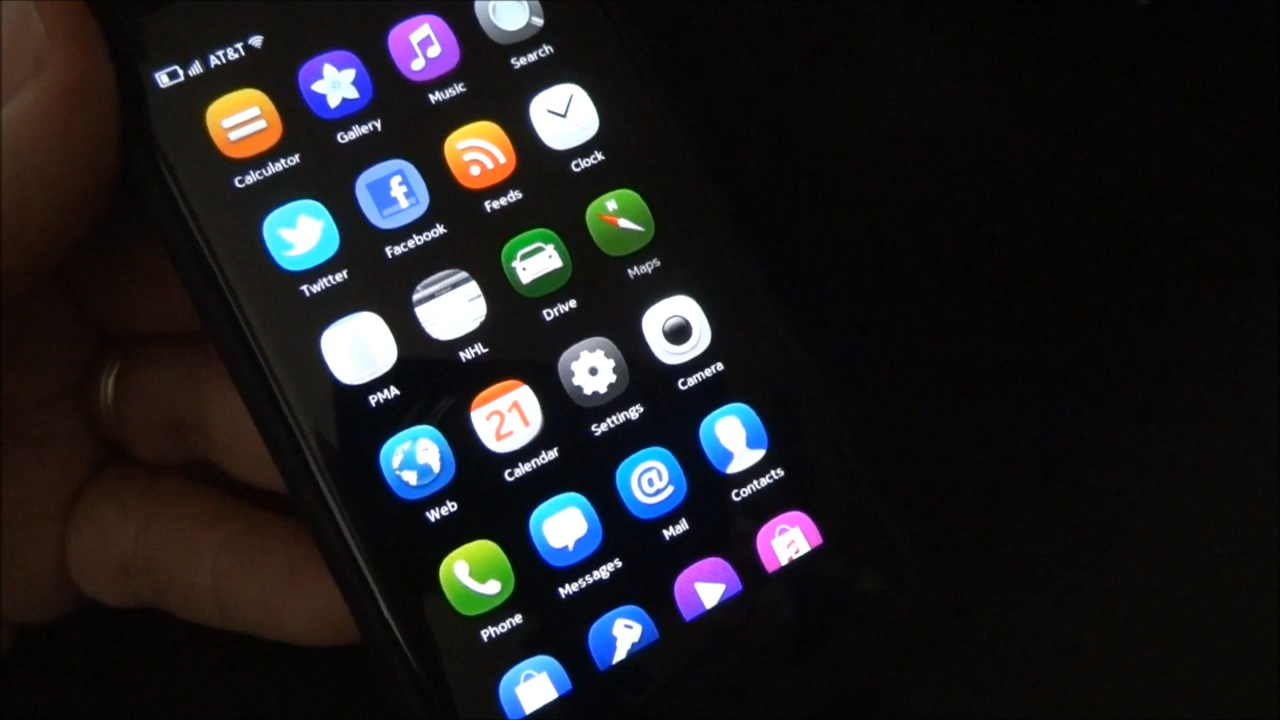 AT&T
Calculator
Gallery
Music
Search
Twitter
Facebook
Feeds
Clock
PMA
NHL
Drive
Maps
N
Web
21
Calendar
Settings
Camera
Phone
Messages
@
Mail
Contacts
f